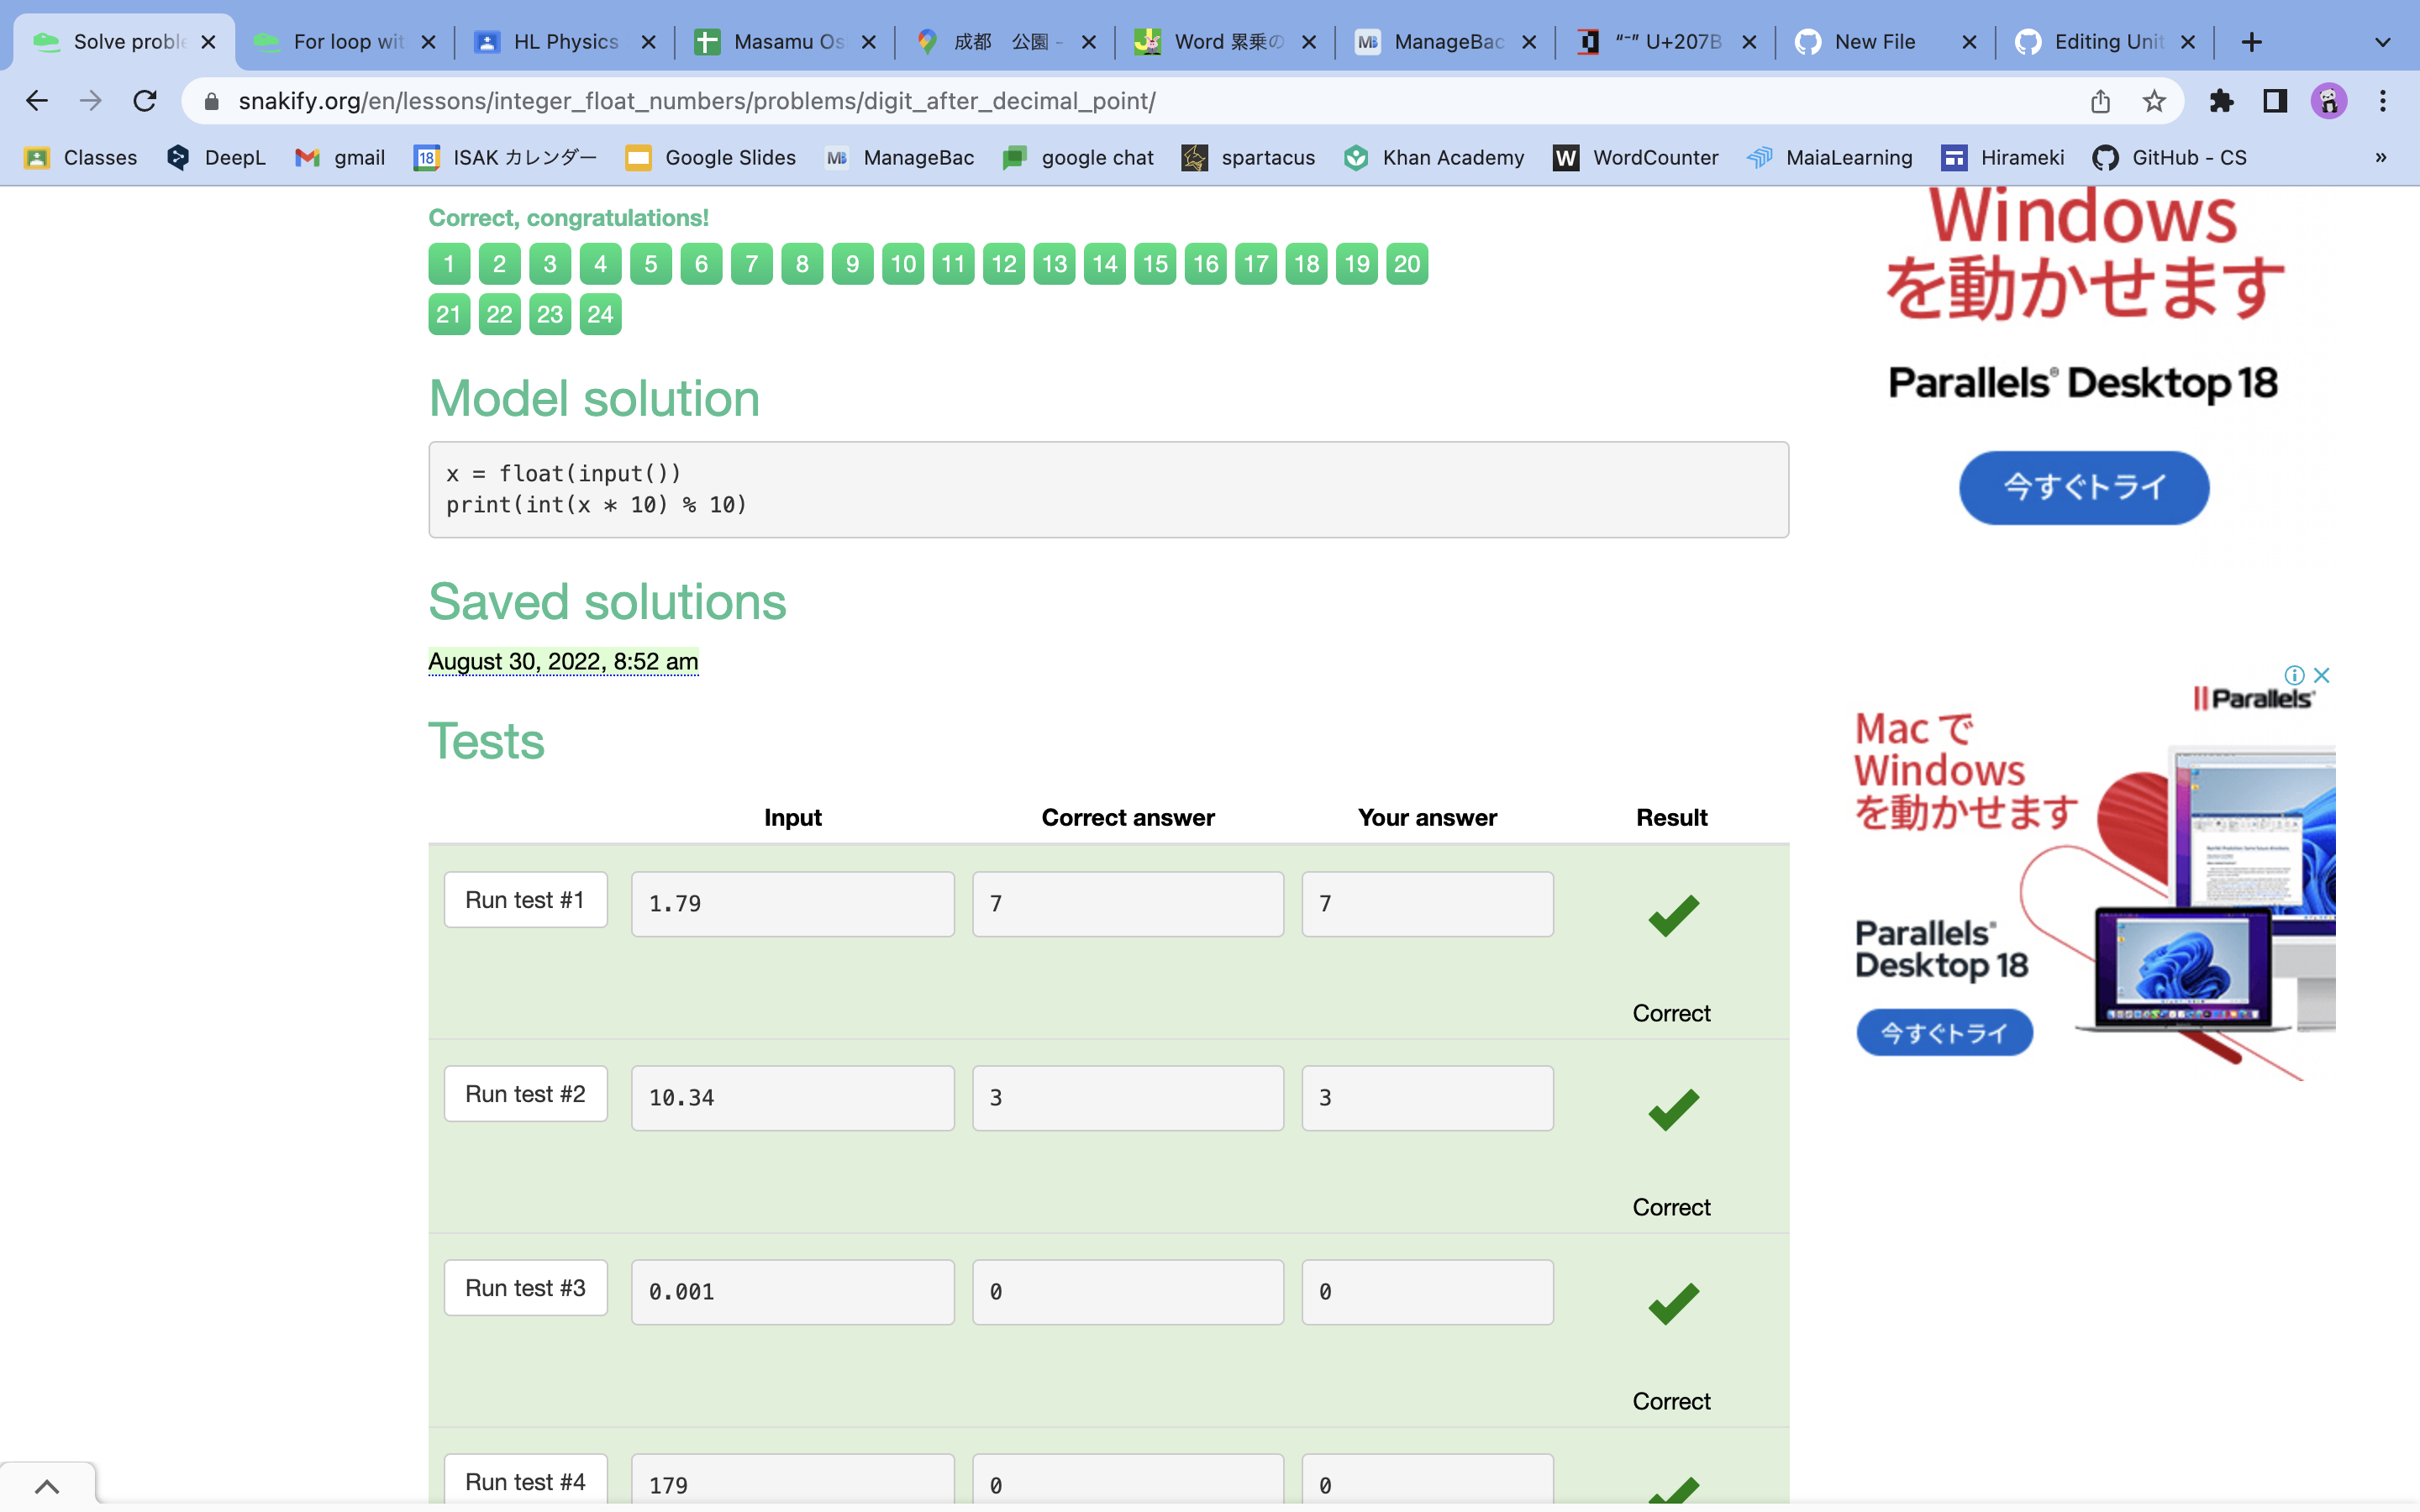 Solve proble
For loop wit
HL Physics
Masamu Os
成都 公園 -
Word 累乗の
ManageBac
“⁻” U+207B
New File
Editing Unit
snakify.org/en/lessons/integer_float_numbers/problems/digit_after_decimal_point/
Classes
DeepL
gmail
18 ISAK カレンダー
Google Slides
MB ManageBac
google chat
spartacus
Khan Academy
W WordCounter
MaiaLearning
Hirameki
GitHub - CS
»
Correct, congratulations!
1 2 3 4 5 6 7 8 9 10 11 12 13 14 15 16 17 18 19 20
21 22 23 24
Model solution
x = float(input())
print(int(x * 10) % 10)
Saved solutions
August 30, 2022, 8:52 am
Tests
Input Correct answer Your answer Result
Run test #1 1.79 7 7
Correct
Run test #2 10.34 3 3
Correct
Run test #3 0.001 0 0
Correct
Run test #4 179 0 0
Windows
を動かせます
Parallels® Desktop 18
今すぐトライ
Parallels®
Mac で
Windows
を動かせます
Parallels®
Desktop 18
今すぐトライ